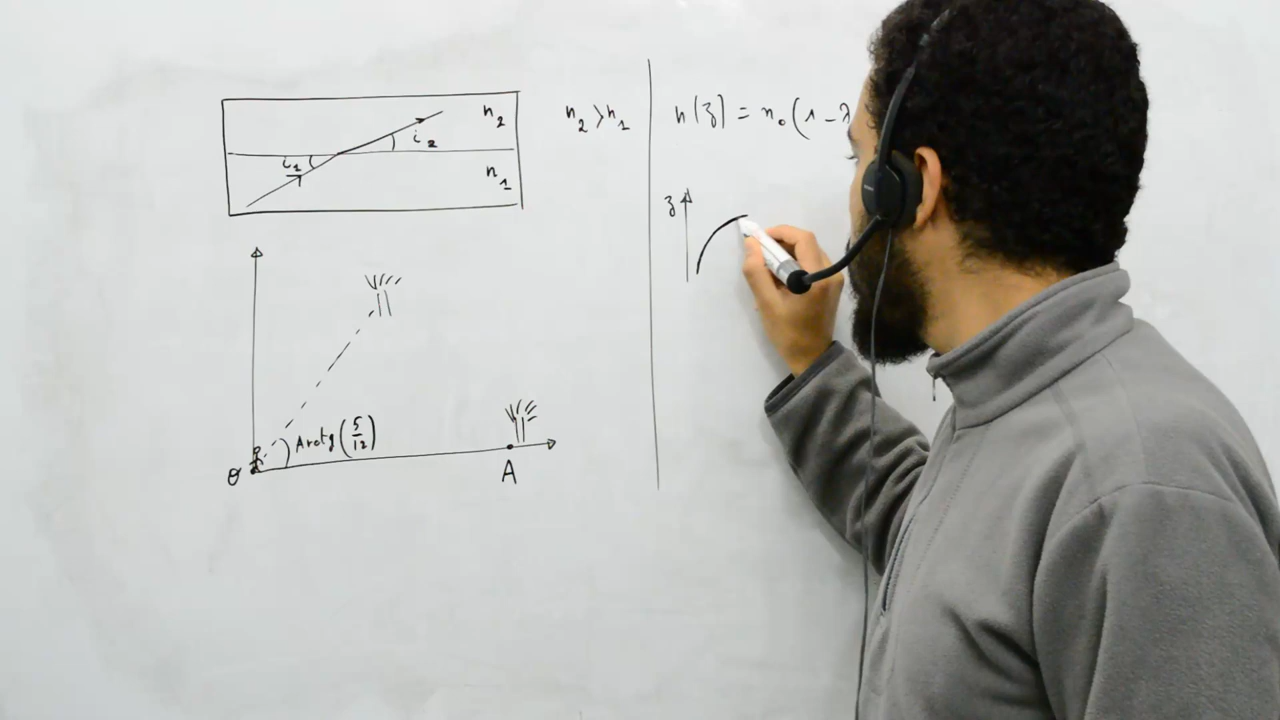 n₂
i₂
i₁
n₁
n₂ > n₁
n(z) = n₀(1-λ
z
Arctg(5/12)
O
A